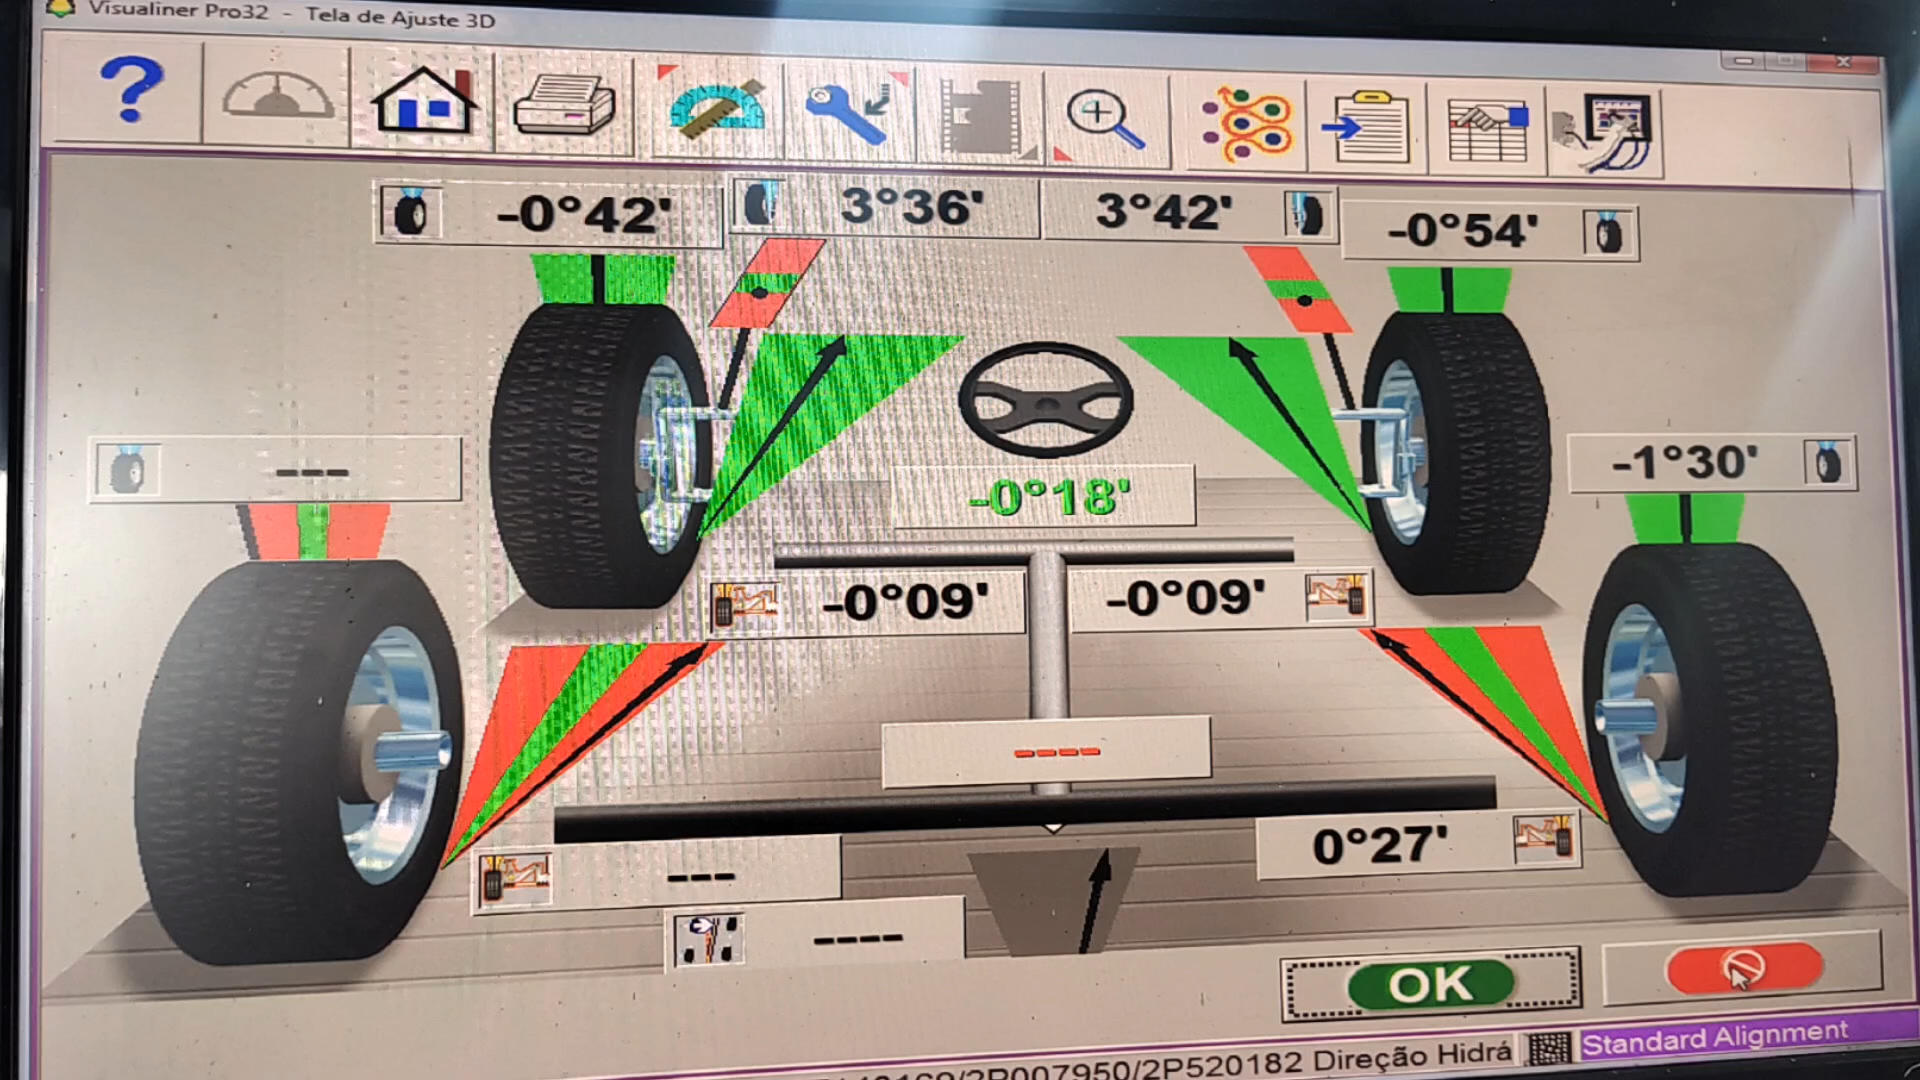 Visualiner Pro32 - Tela de Ajuste 3D
?
-0°42' 3°36' 3°42' -0°54'
--- -1°30'
-0°18'
-0°09' -0°09'
----
--- 0°27'
----
OK
/2P007950/2P520182 Direção Hidrá Standard Alignment